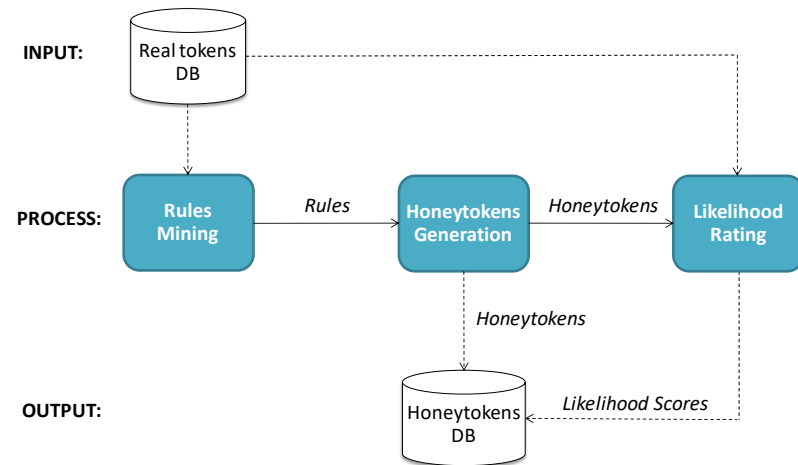 INPUT:
Real tokens
DB
PROCESS:
Rules
Mining
Rules
Honeytokens
Generation
Honeytokens
Likelihood
Rating
Honeytokens
OUTPUT:
Honeytokens
DB
Likelihood Scores